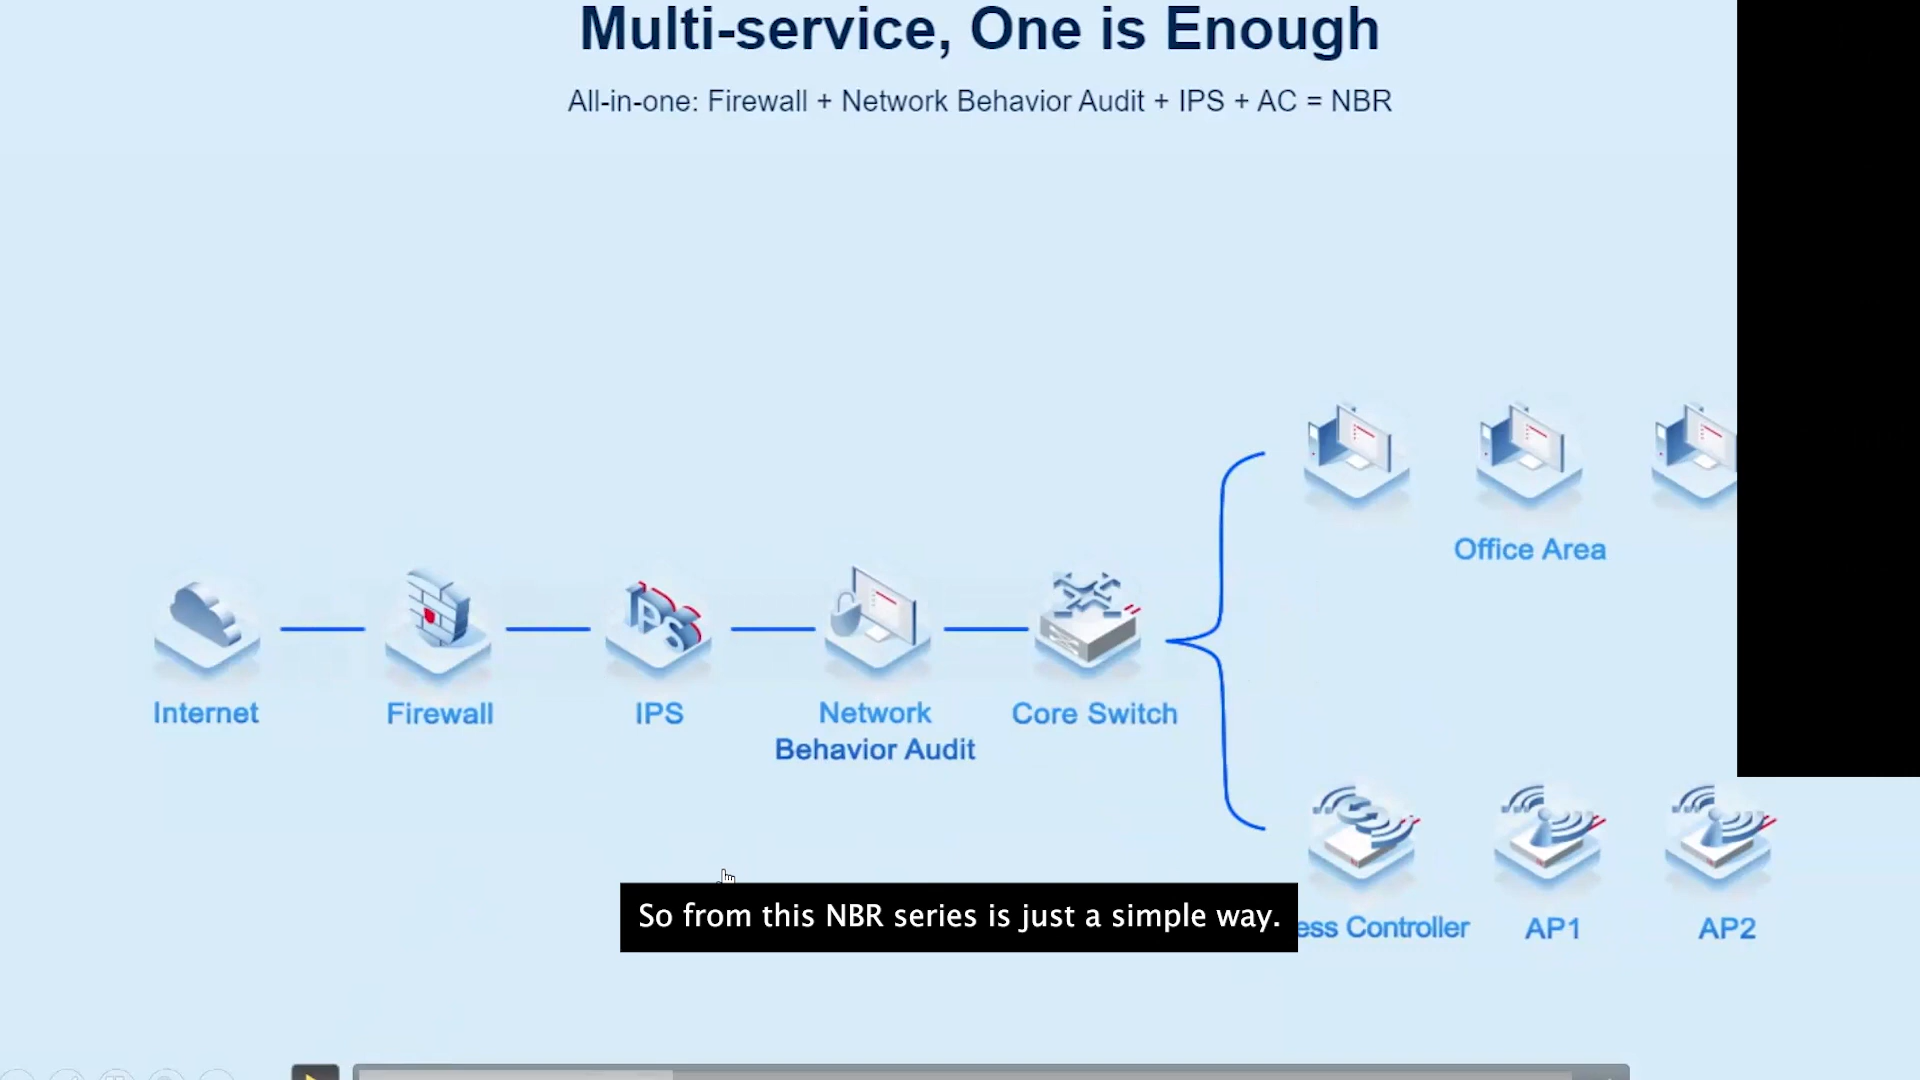 Multi-service, One is Enough
All-in-one: Firewall + Network Behavior Audit + IPS + AC = NBR
Office Area
Internet
Firewall
IPS
IPS
Network
Behavior Audit
Core Switch
So from this NBR series is just a simple way.
ess Controller
AP1
AP2